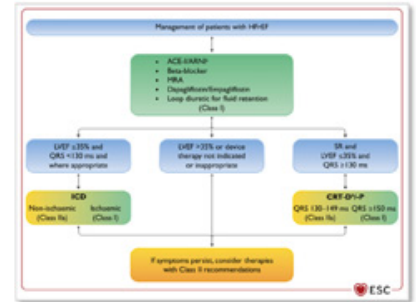 Management of patients with HFrEF
• ACE-I/ARNI
• Beta-blocker
• MRA
• Dapagliflozin/Empagliflozin
• Loop diuretic for fluid retention
(Class I)
LVEF ≤35% and
QRS <130 ms and
where appropriate
LVEF >35% or device
therapy not indicated
or inappropriate
SR and
LVEF ≤35% and
QRS ≥130 ms
ICD
Non-ischaemic Ischaemic
(Class IIa) (Class I)
CRT-D/-P
QRS 130–149 ms QRS ≥150 ms
(Class IIa) (Class I)
If symptoms persist, consider therapies
with Class II recommendations
ESC